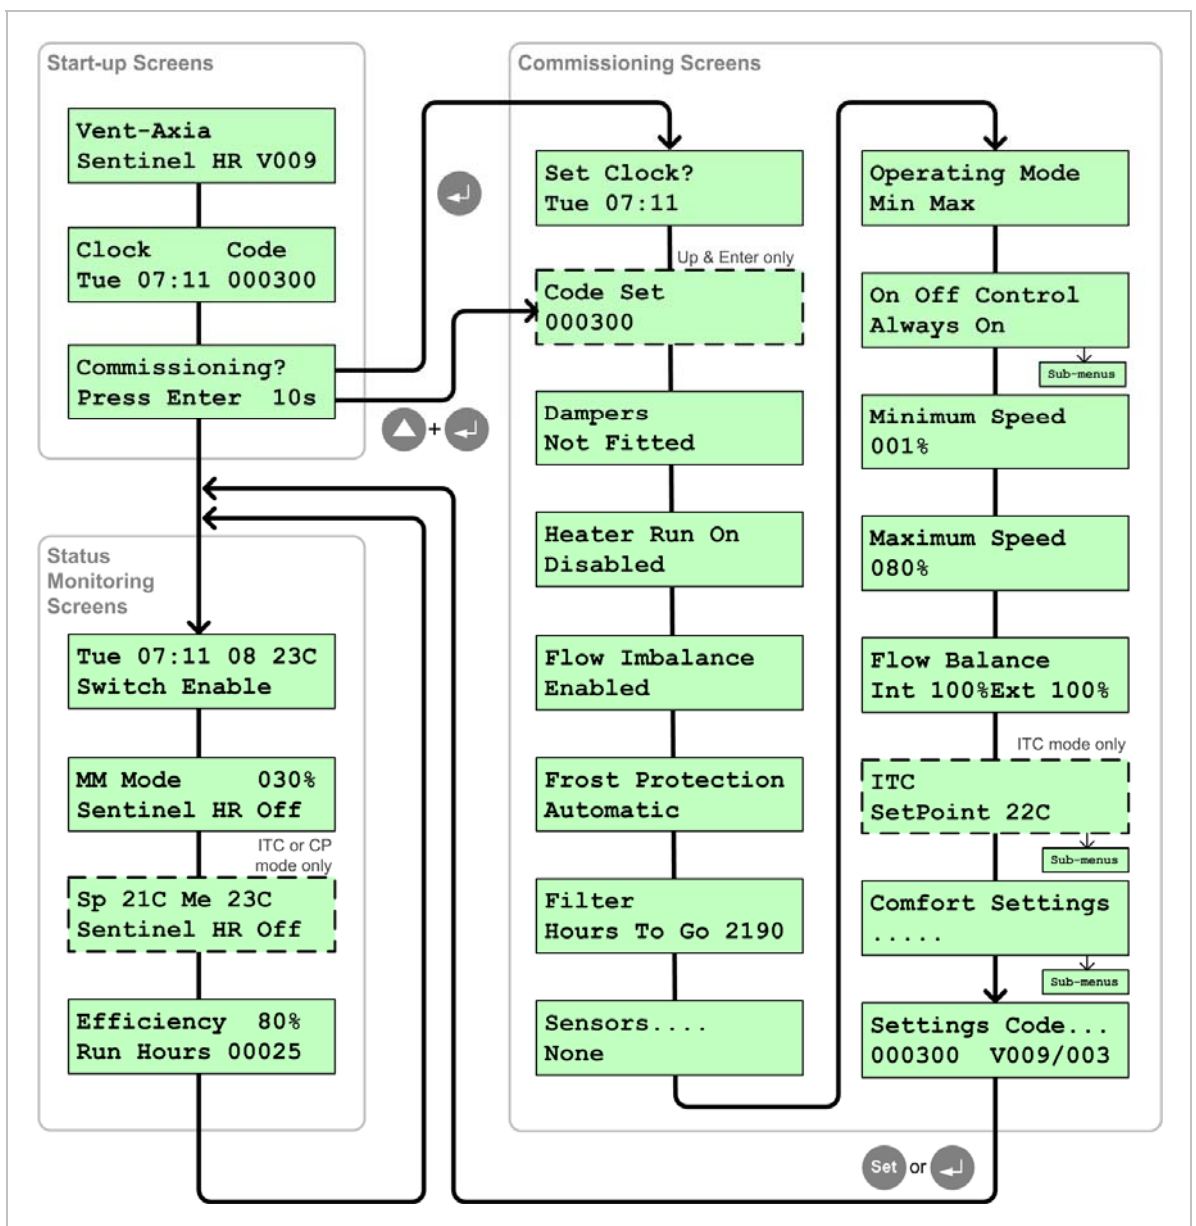 Start-up Screens
Vent-Axia
Sentinel HR V009
Clock Code
Tue 07:11 000300
Commissioning?
Press Enter 10s
+
Status
Monitoring
Screens
Tue 07:11 08 23C
Switch Enable
MM Mode 030%
Sentinel HR Off
ITC or CP
mode only
Sp 21C Me 23C
Sentinel HR Off
Efficiency 80%
Run Hours 00025
Commissioning Screens
Set Clock?
Tue 07:11
Up & Enter only
Code Set
000300
Dampers
Not Fitted
Heater Run On
Disabled
Flow Imbalance
Enabled
Frost Protection
Automatic
Filter
Hours To Go 2190
Sensors....
None
Operating Mode
Min Max
On Off Control
Always On
Sub-menus
Minimum Speed
001%
Maximum Speed
080%
Flow Balance
Int 100%Ext 100%
ITC mode only
ITC
SetPoint 22C
Sub-menus
Comfort Settings
.....
Sub-menus
Settings Code...
000300 V009/003
Set or